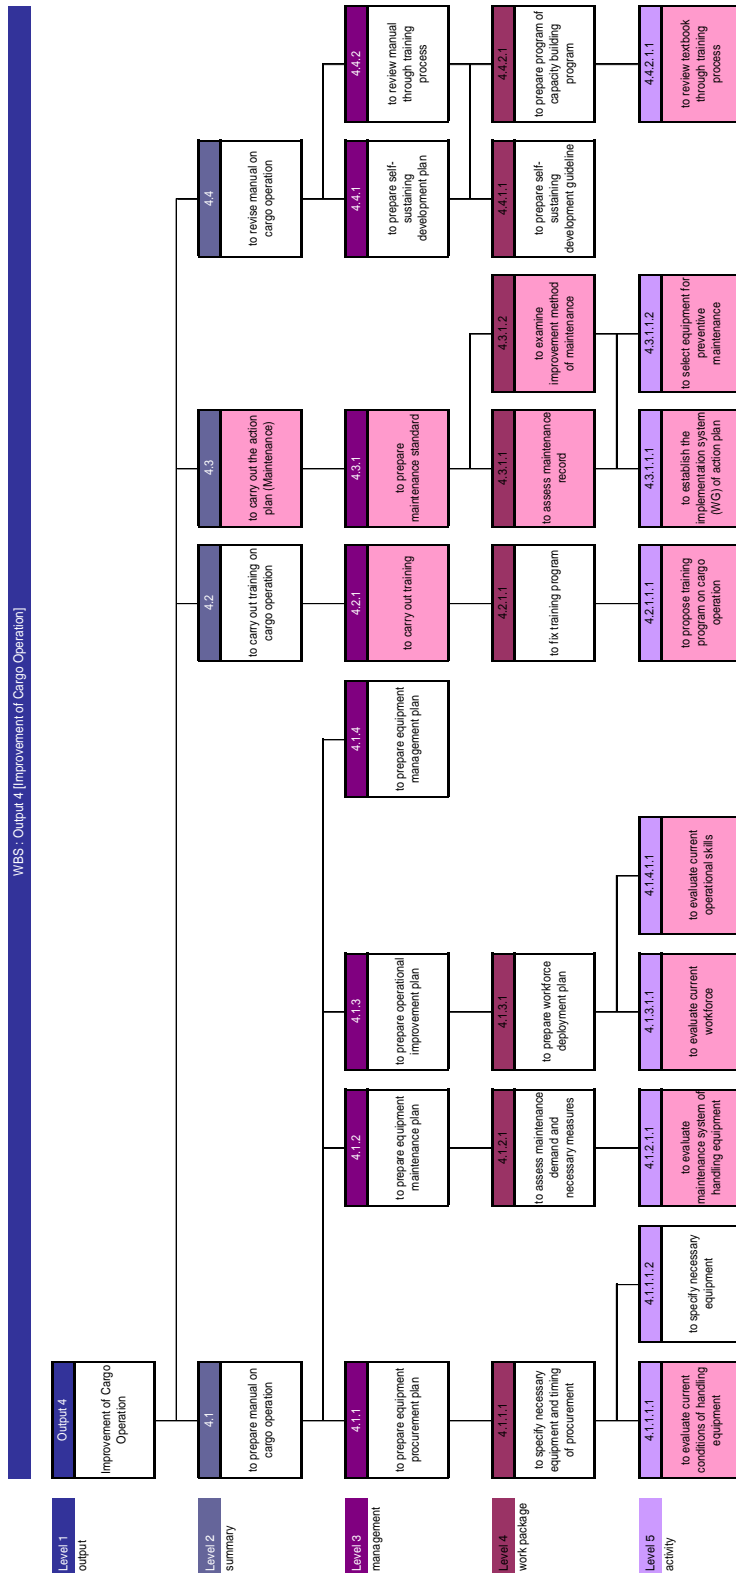 WBS : Output 4 [Improvement of Cargo Operation]
Level 1
output
Output 4
Improvement of Cargo
Operation
Level 2
summary
4.1
to prepare manual on
cargo operation
4.2
to carry out training on
cargo operation
4.3
to carry out the action
plan (Maintenance)
4.4
to revise manual on
cargo operation
Level 3
management
4.1.1
to prepare equipment
procurement plan
4.1.2
to prepare equipment
maintenance plan
4.1.3
to prepare operational
improvement plan
4.1.4
to prepare equipment
management plan
4.2.1
to carry out training
4.3.1
to prepare
maintenance standard
4.4.1
to prepare self-
sustaining
development plan
4.4.2
to review manual
through training
process
Level 4
work package
4.1.1.1
to specify necessary
equipment and timing
of procurement
4.1.2.1
to assess maintenance
demand and
necessary measures
4.1.3.1
to prepare workforce
deployment plan
4.2.1.1
to fix training program
4.3.1.1
to assess maintenance
record
4.3.1.2
to examine
improvement method
of maintenance
4.4.1.1
to prepare self-
sustaining
development guideline
4.4.2.1
to prepare program of
capacity building
program
Level 5
activity
4.1.1.1.1
to evaluate current
conditions of handling
equipment
4.1.1.1.2
to specify necessary
equipment
4.1.2.1.1
to evaluate
maintenance system of
handling equipment
4.1.3.1.1
to evaluate current
workforce
4.1.4.1.1
to evaluate current
operational skills
4.2.1.1.1
to propose training
program on cargo
operation
4.3.1.1.1
to establish the
implementation system
(WG) of action plan
4.3.1.1.2
to select equipment for
preventive
maintenance
4.4.2.1.1
to review textbook
through training
process